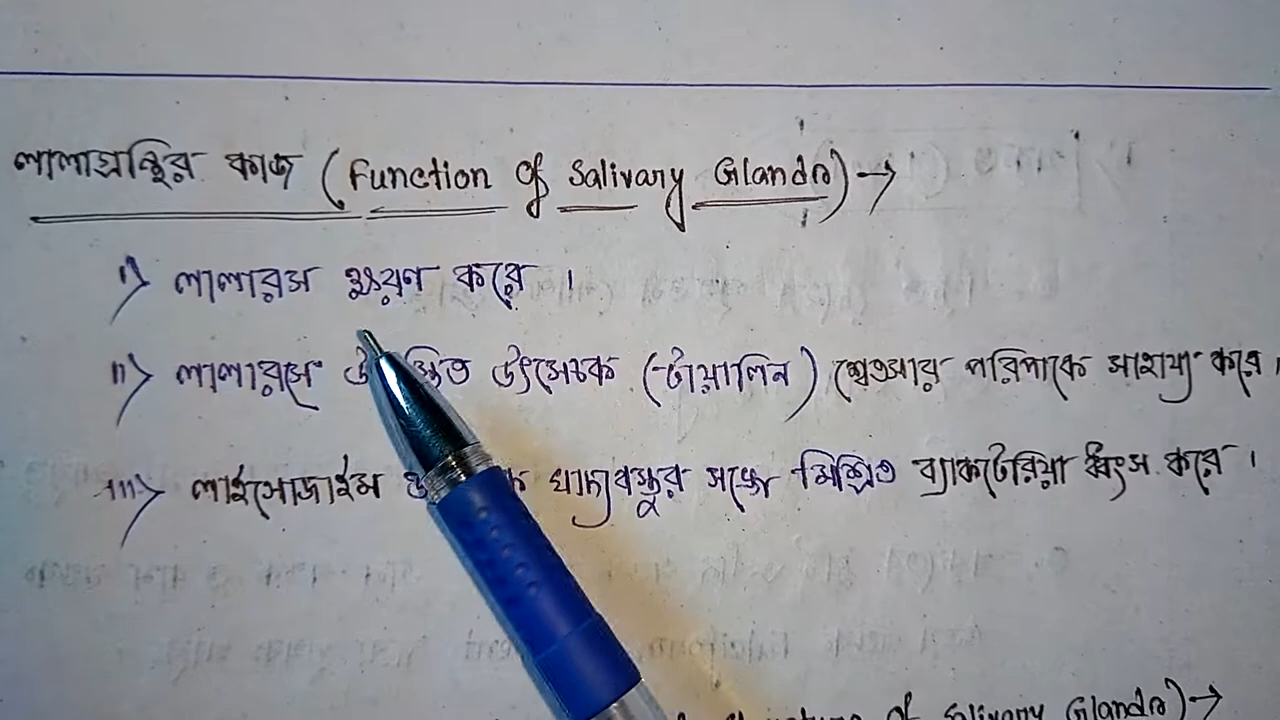 লালাগ্রন্থির কাজ (Function of Salivary Glands) →
i> লালারস ক্ষরণ করে ।
ii> লালারসে উৎসেচক (টায়ালিন) শ্বেতসার পরিপাকে সাহায্য করে ।
iii> লাইসোজাইম খাদ্যবস্তুর সঙ্গে মিশ্রিত ব্যাকটেরিয়া ধ্বংস করে ।
of Salivary Glands) →